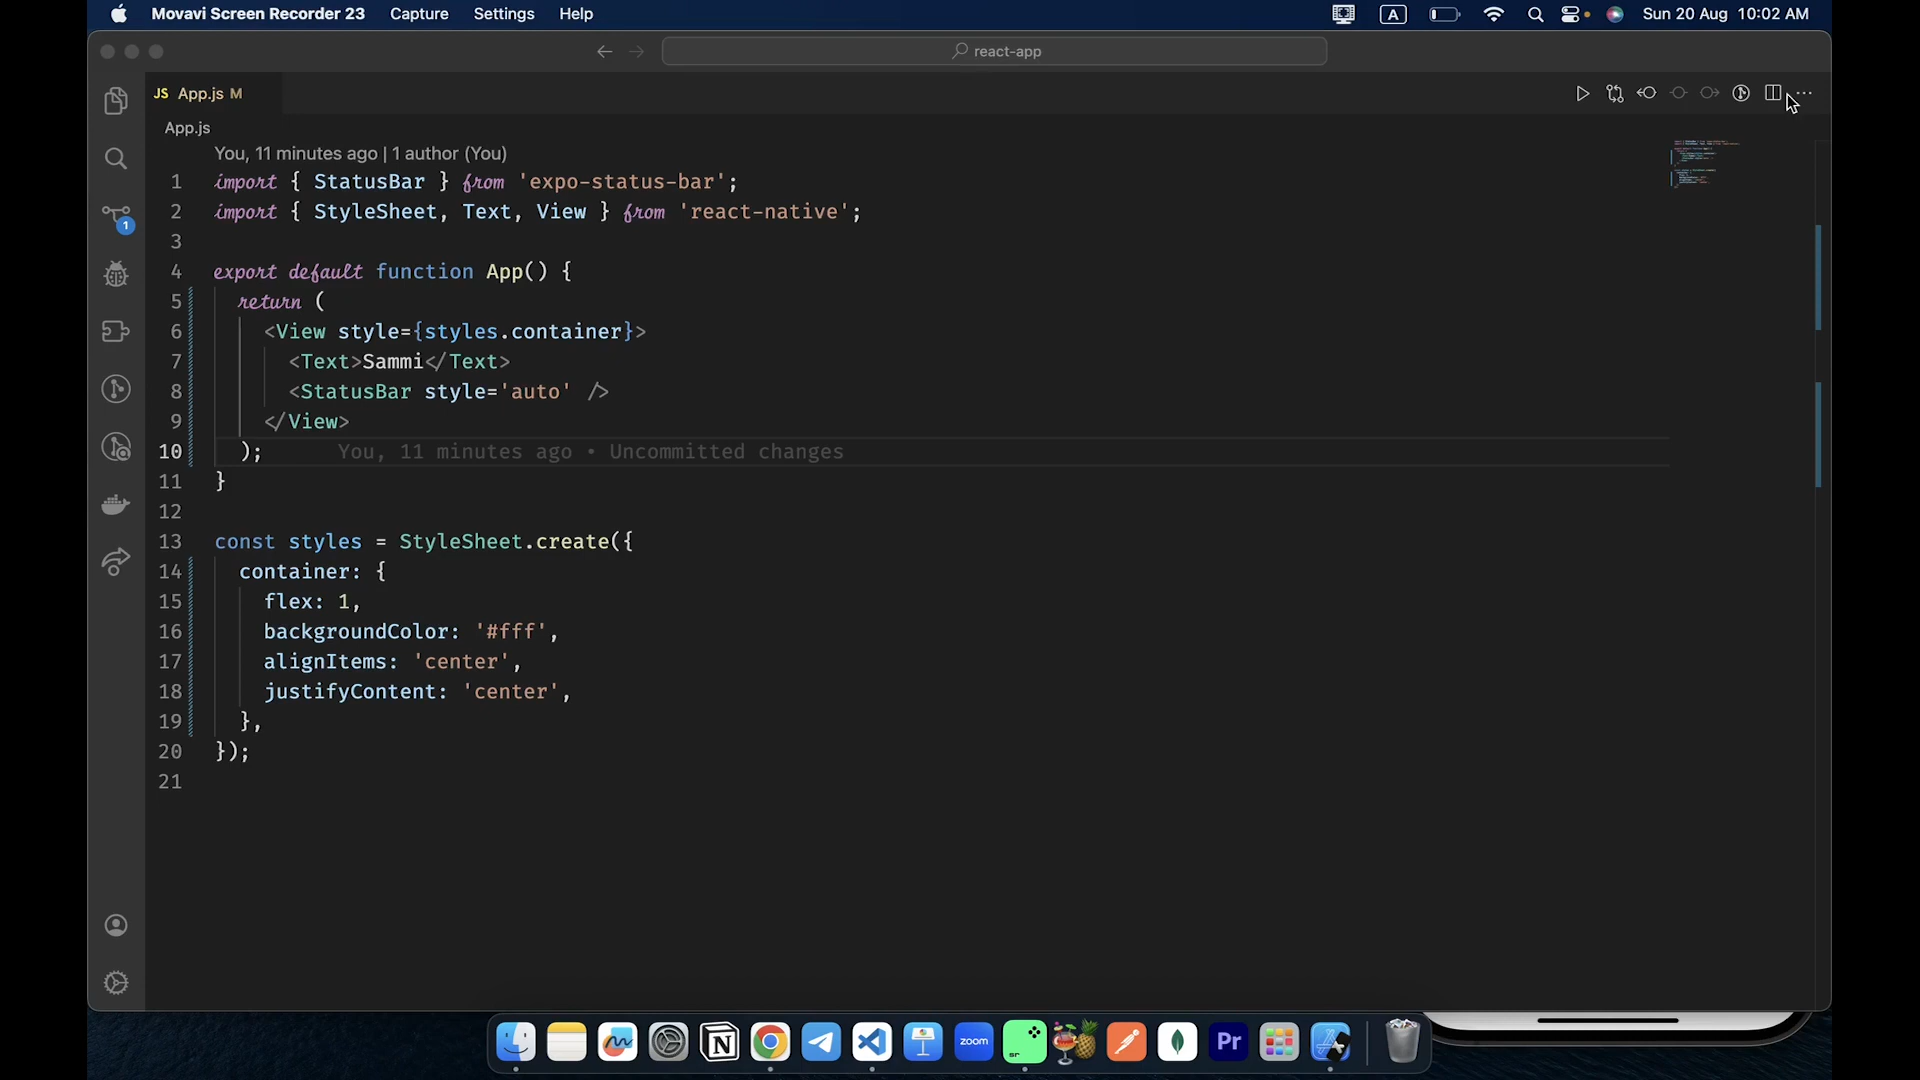 Movavi Screen Recorder 23 Capture Settings Help A Sun 20 Aug 10:02 AM
react-app
JS App.js M
App.js
You, 11 minutes ago | 1 author (You)
1 import { StatusBar } from 'expo-status-bar';
2 import { StyleSheet, Text, View } from 'react-native';
3
4 export default function App() {
5 return (
6 <View style={styles.container}>
7 <Text>Sammi</Text>
8 <StatusBar style='auto' />
9 </View>
10 ); You, 11 minutes ago • Uncommitted changes
11 }
12
13 const styles = StyleSheet.create({
14 container: {
15 flex: 1,
16 backgroundColor: '#fff',
17 alignItems: 'center',
18 justifyContent: 'center',
19 },
20 });
21
1
zoom
sr
Pr